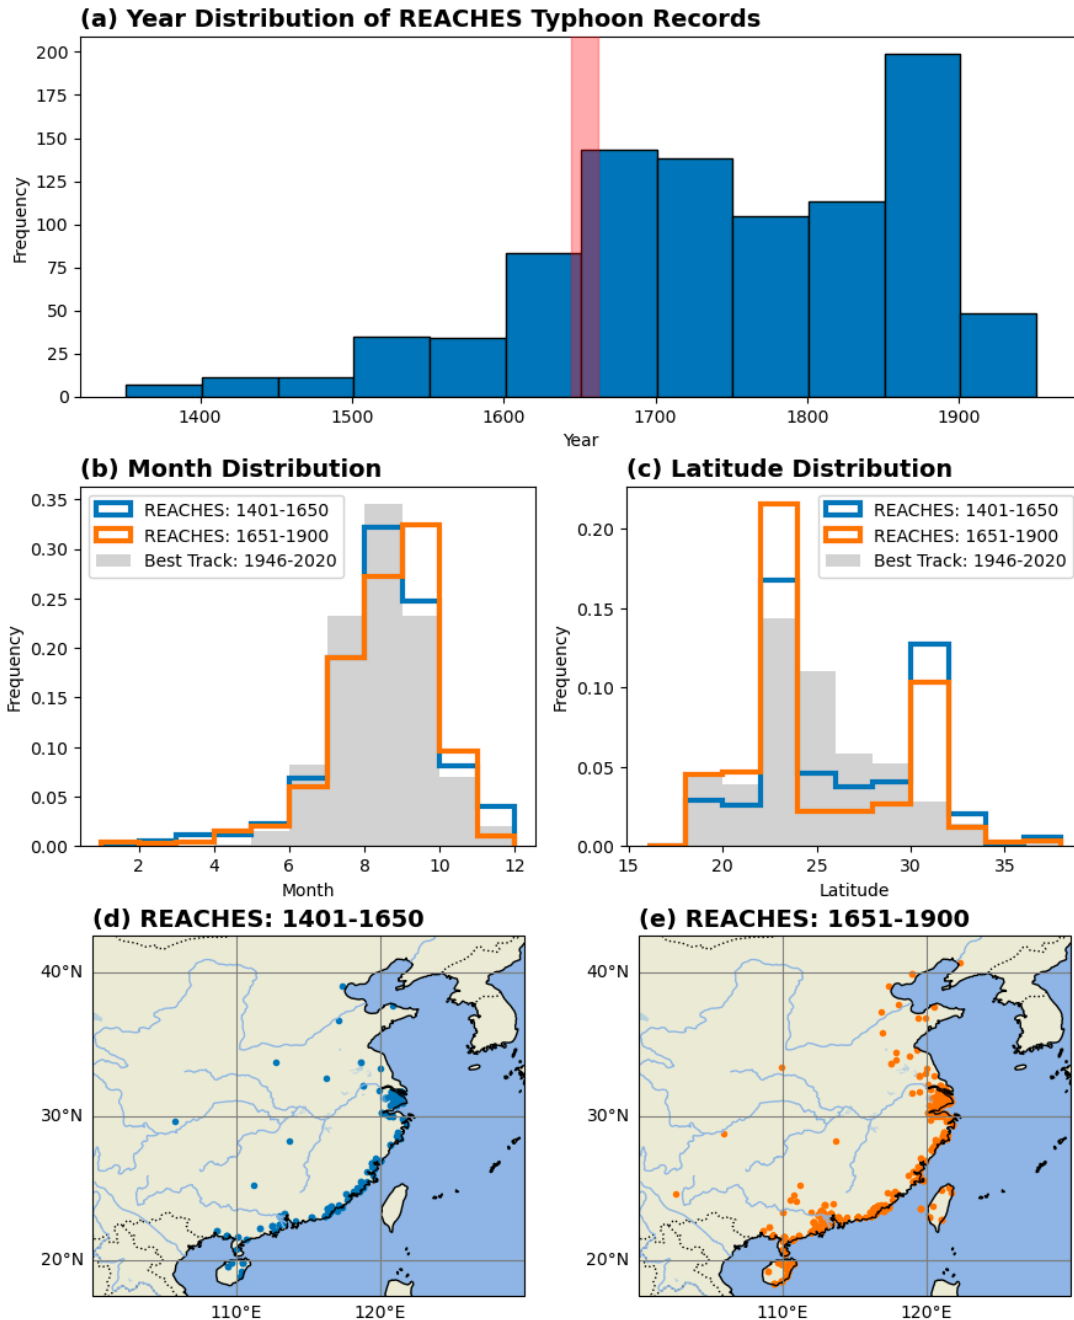 (a) Year Distribution of REACHES Typhoon Records
200
175
150
125
100
75
50
25
0
Frequency
1400 1500 1600 1700 1800 1900
Year
(b) Month Distribution
0.35
0.30
0.25
0.20
0.15
0.10
0.05
0.00
Frequency
REACHES: 1401-1650
REACHES: 1651-1900
Best Track: 1946-2020
2 4 6 8 10 12
Month
(c) Latitude Distribution
0.20
0.15
0.10
0.05
0.00
Frequency
REACHES: 1401-1650
REACHES: 1651-1900
Best Track: 1946-2020
15 20 25 30 35
Latitude
(d) REACHES: 1401-1650
40°N
30°N
20°N
110°E 120°E
(e) REACHES: 1651-1900
40°N
30°N
20°N
110°E 120°E